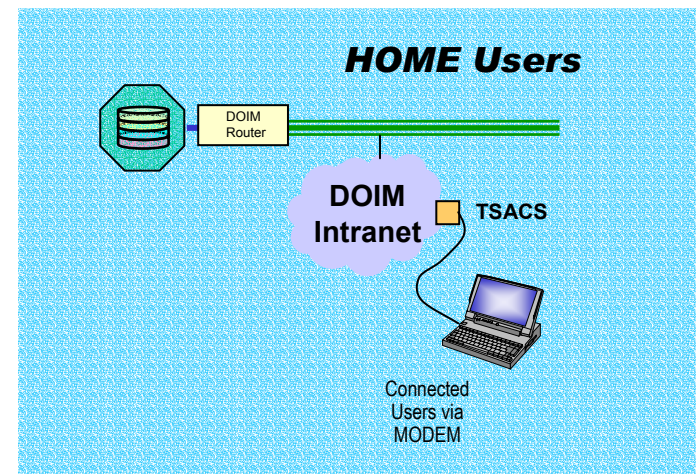 HOME Users
DOIM
Router
DOIM
Intranet
TSACS
Connected
Users via
MODEM